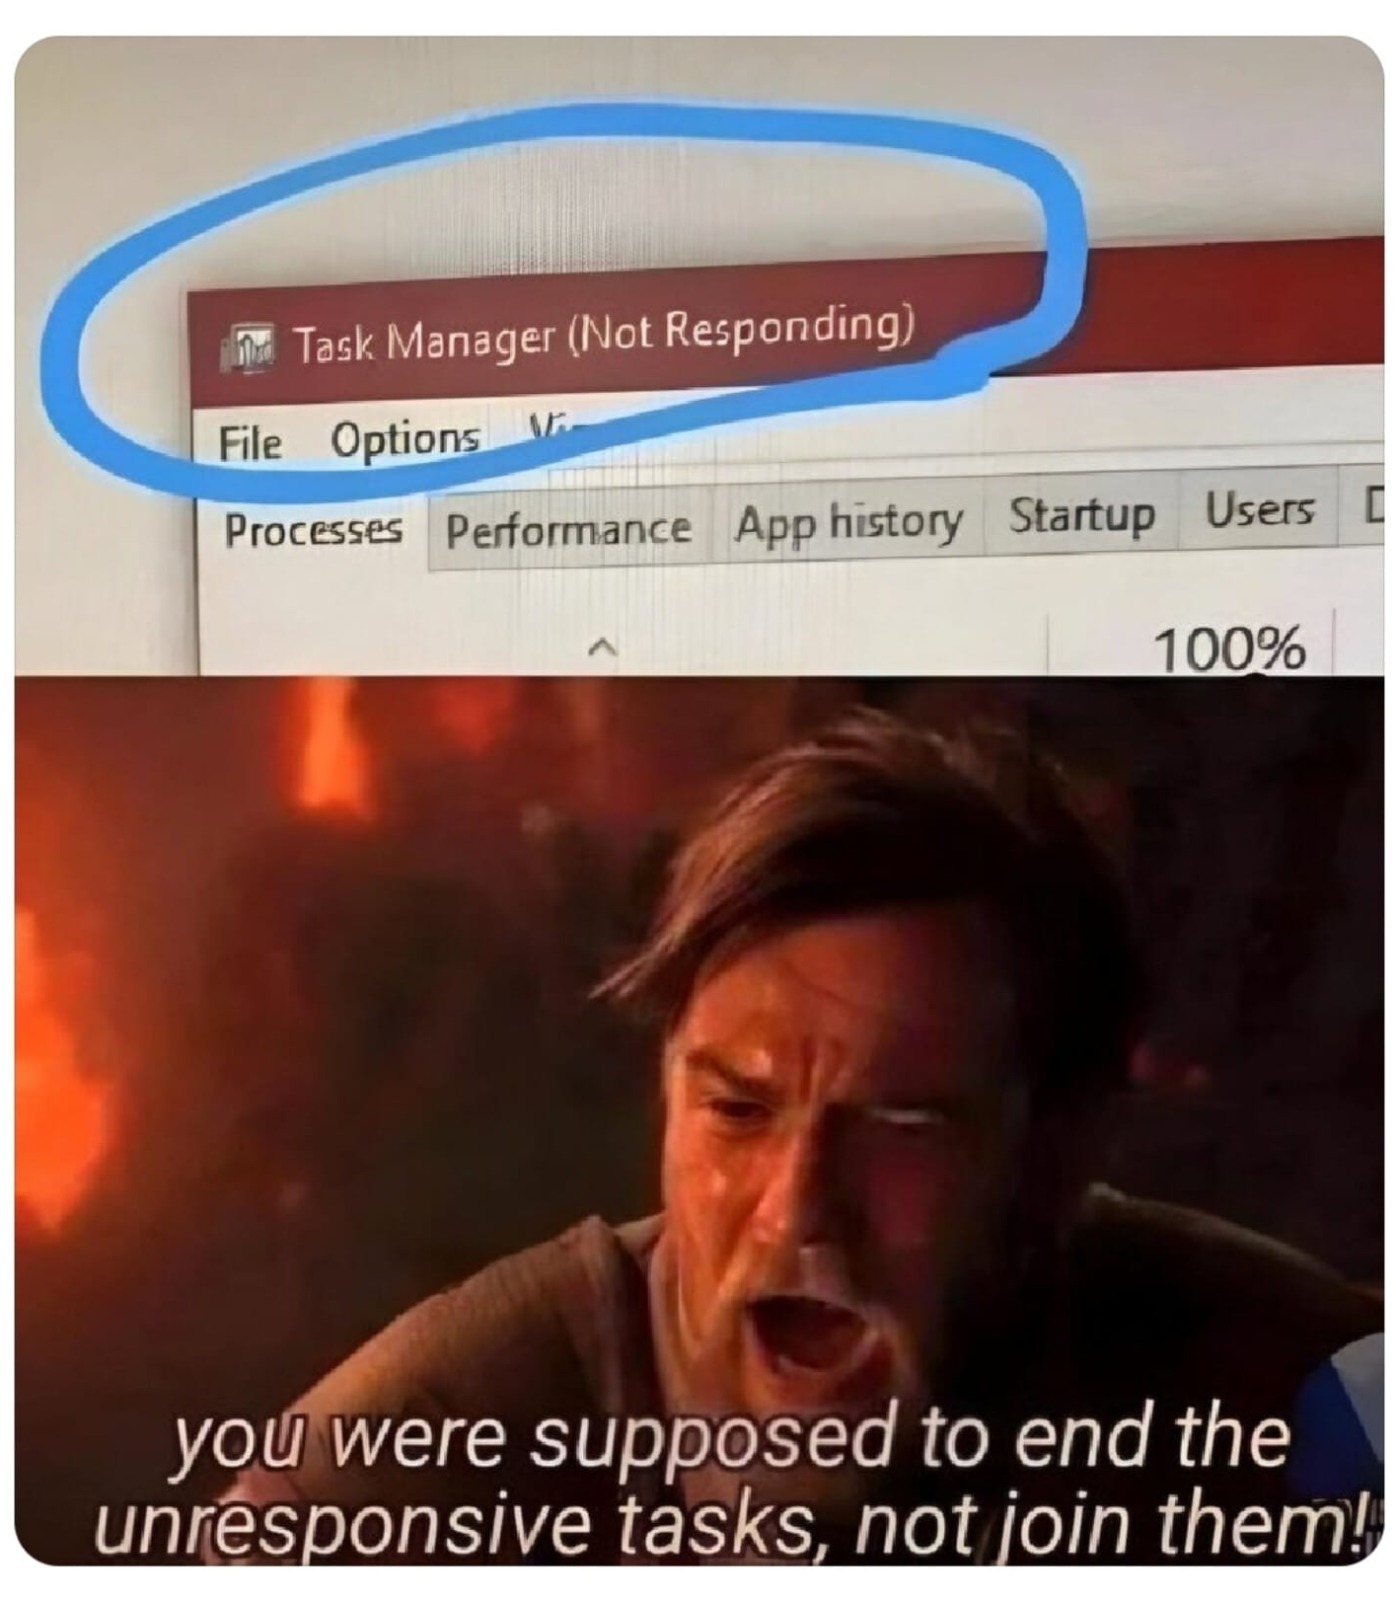 Task Manager (Not Responding)
File Options
Processes Performance App history Startup Users
100%
you were supposed to end the
unresponsive tasks, not join them!